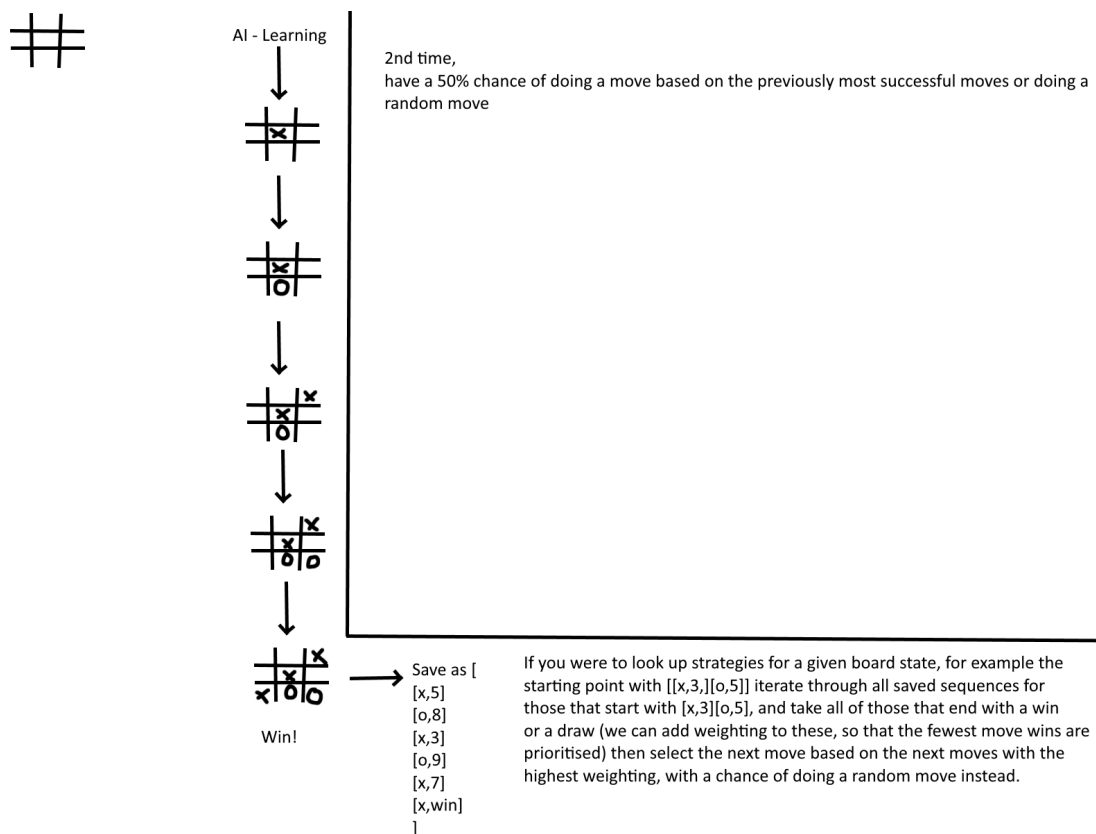 AI - Learning
2nd time,
have a 50% chance of doing a move based on the previously most successful moves or doing a
random move
x
x
o
x
x
o
x
x
o
o
x
x
x
o
o
Win!
Save as [
[x,5]
[o,8]
[x,3]
[o,9]
[x,7]
[x,win]
]
If you were to look up strategies for a given board state, for example the
starting point with [[x,3,][o,5]] iterate through all saved sequences for
those that start with [x,3][o,5], and take all of those that end with a win
or a draw (we can add weighting to these, so that the fewest move wins are
prioritised) then select the next move based on the next moves with the
highest weighting, with a chance of doing a random move instead.